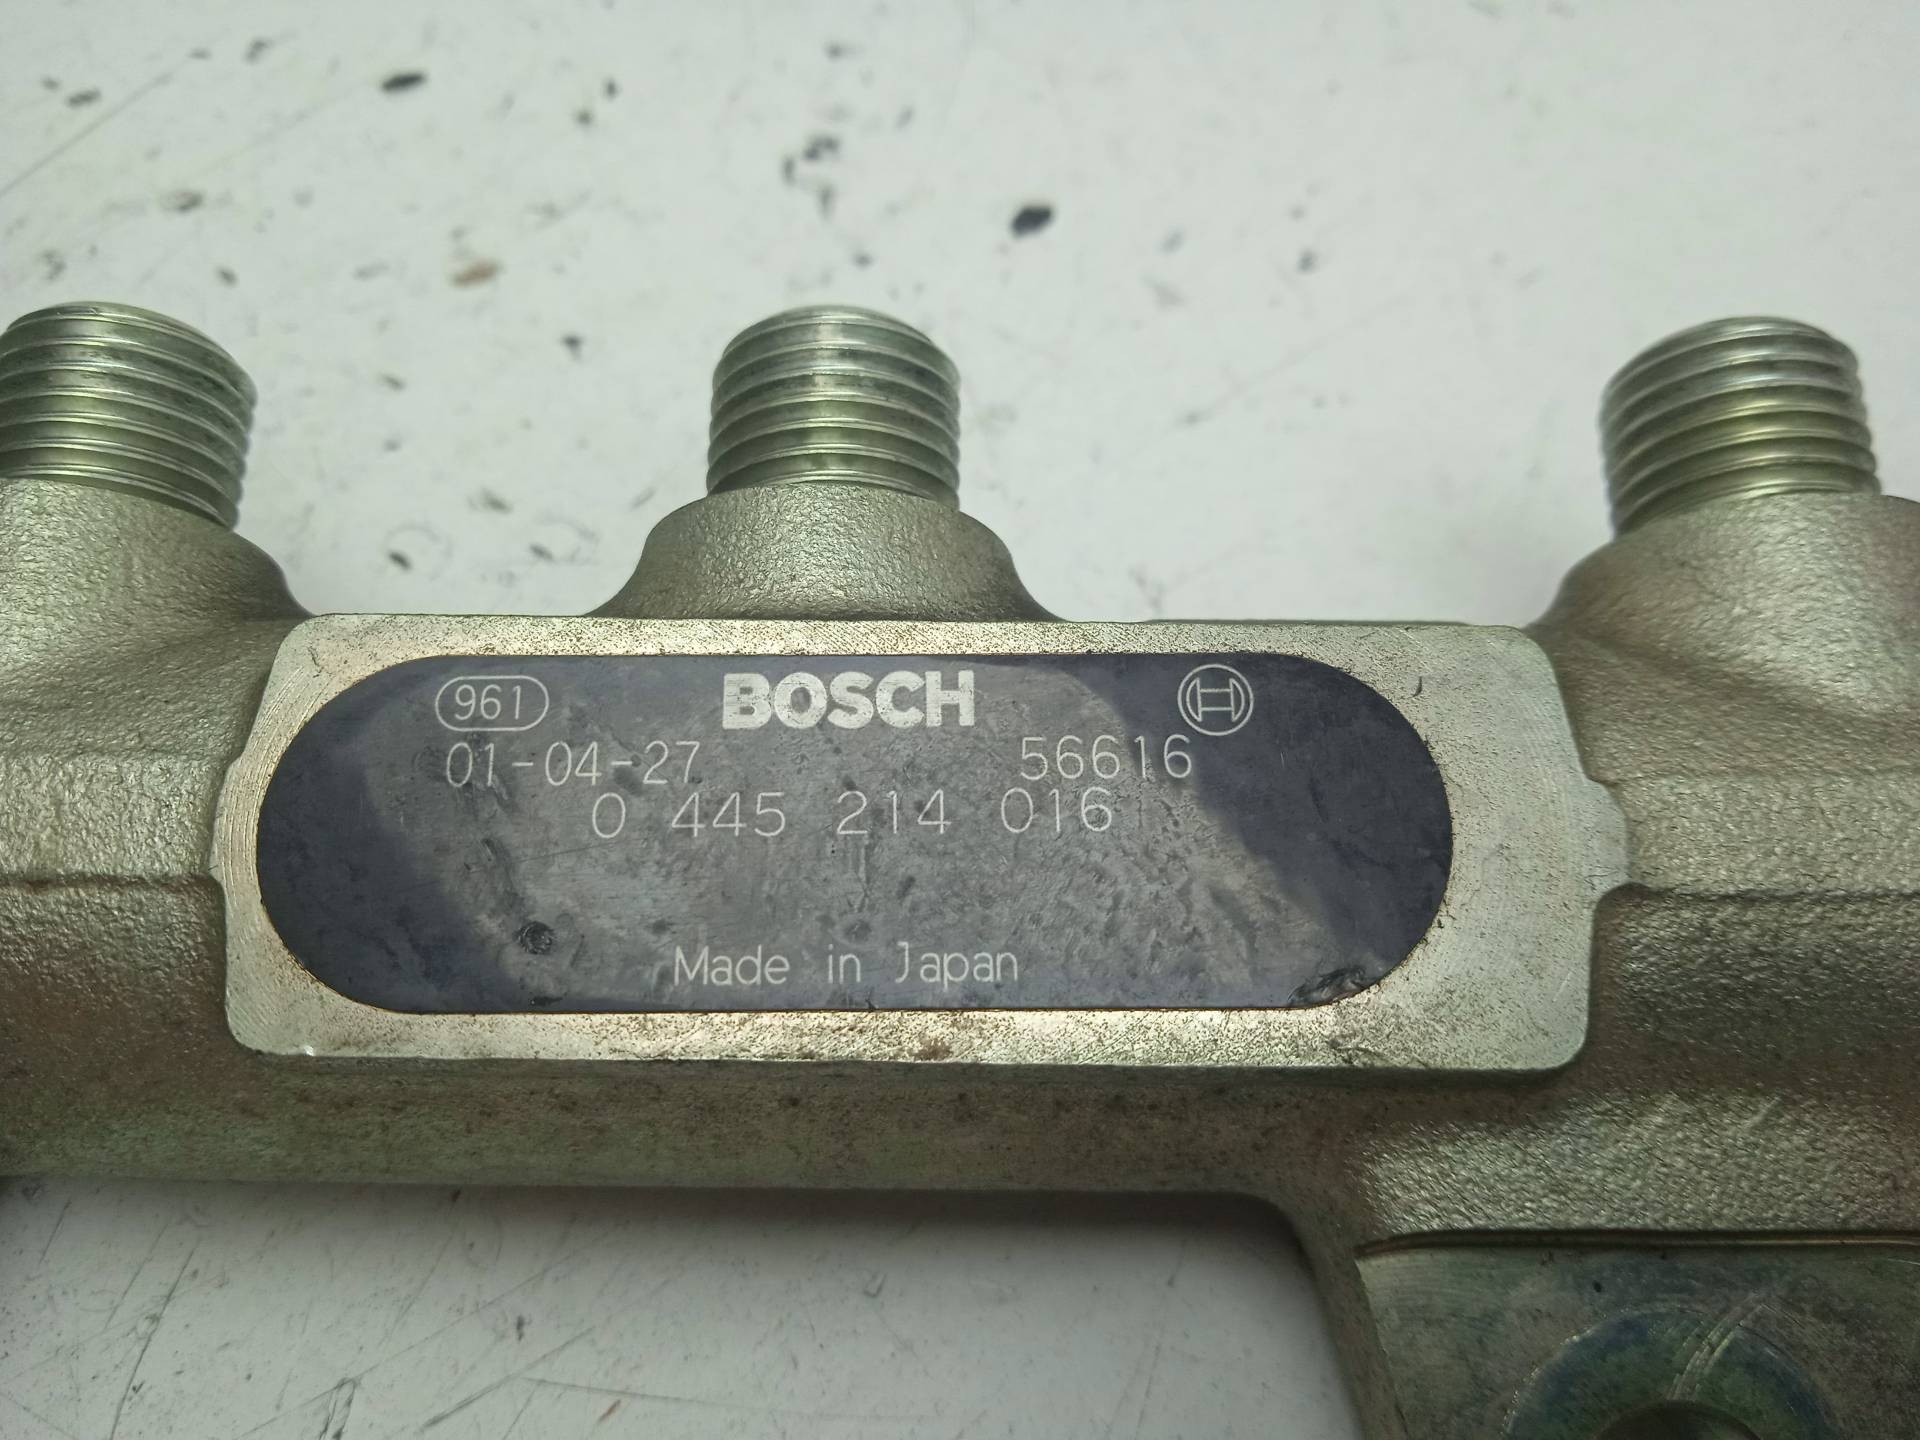 961 BOSCH
01-04-27 56616
0 445 214 016
Made in Japan